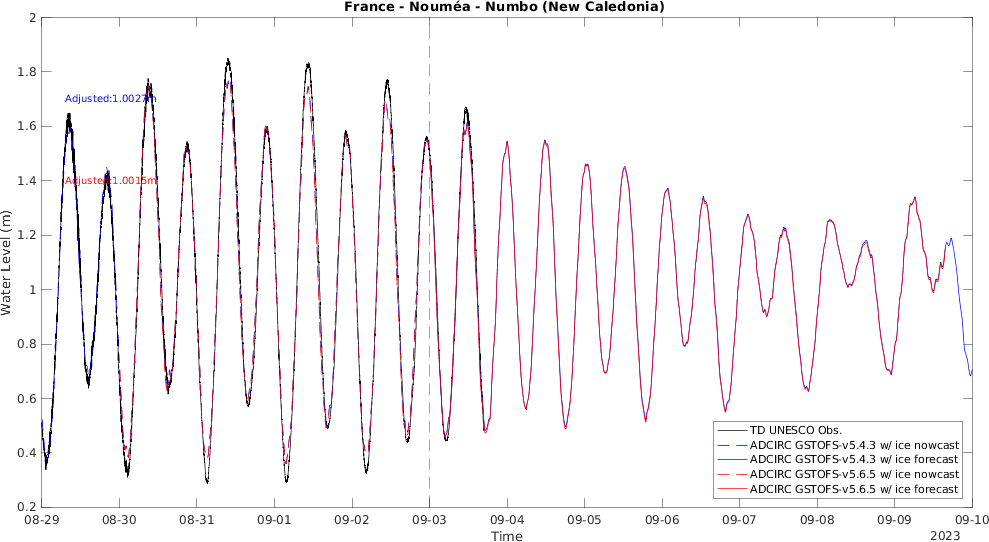 France - Nouméa - Numbo (New Caledonia)
2
1.8
1.6
1.4
1.2
1
0.8
0.6
0.4
0.2
Water Level (m)
Adjusted:1.0027m
Adjusted:1.0015m
TD UNESCO Obs.
ADCIRC GSTOFS-v5.4.3 w/ ice nowcast
ADCIRC GSTOFS-v5.4.3 w/ ice forecast
ADCIRC GSTOFS-v5.6.5 w/ ice nowcast
ADCIRC GSTOFS-v5.6.5 w/ ice forecast
08-29 08-30 08-31 09-01 09-02 09-03 09-04 09-05 09-06 09-07 09-08 09-09 09-10
Time
2023